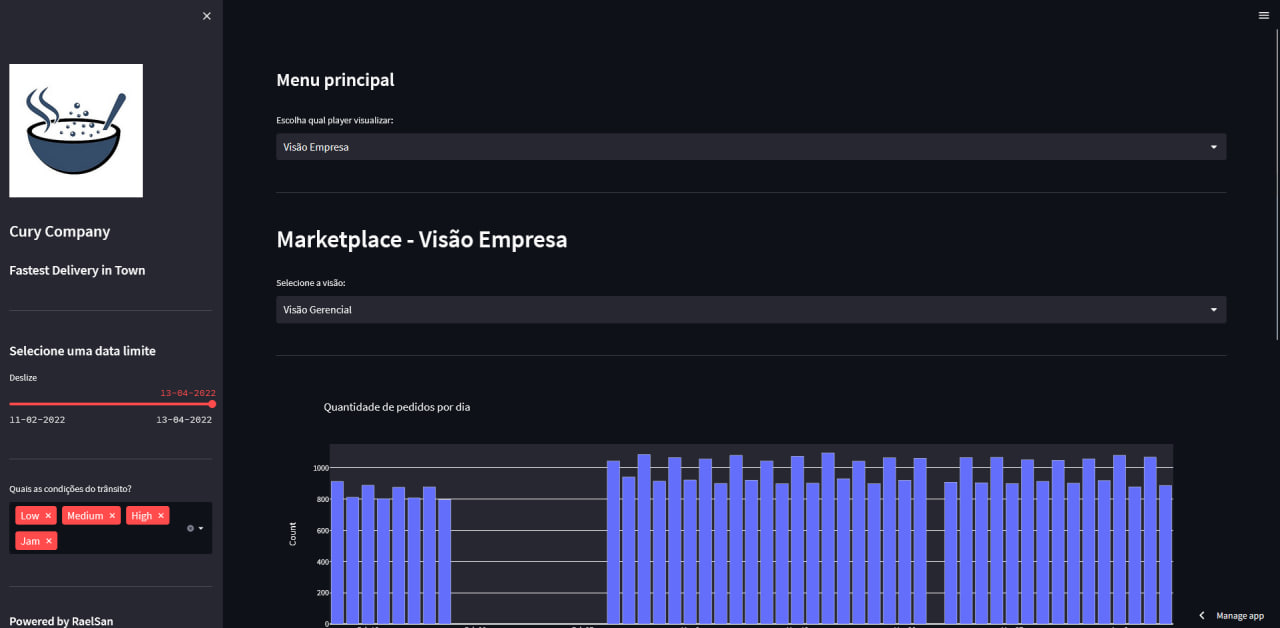 Cury Company
Fastest Delivery in Town
Selecione uma data limite
Deslize
13-04-2022
11-02-2022 13-04-2022
Quais as condições do trânsito?
Low × Medium × High ×
Jam ×
Powered by RaelSan
Menu principal
Escolha qual player visualizar:
Visão Empresa
Marketplace - Visão Empresa
Selecione a visão:
Visão Gerencial
Quantidade de pedidos por dia
Count
1000
800
600
400
200
0
Manage app